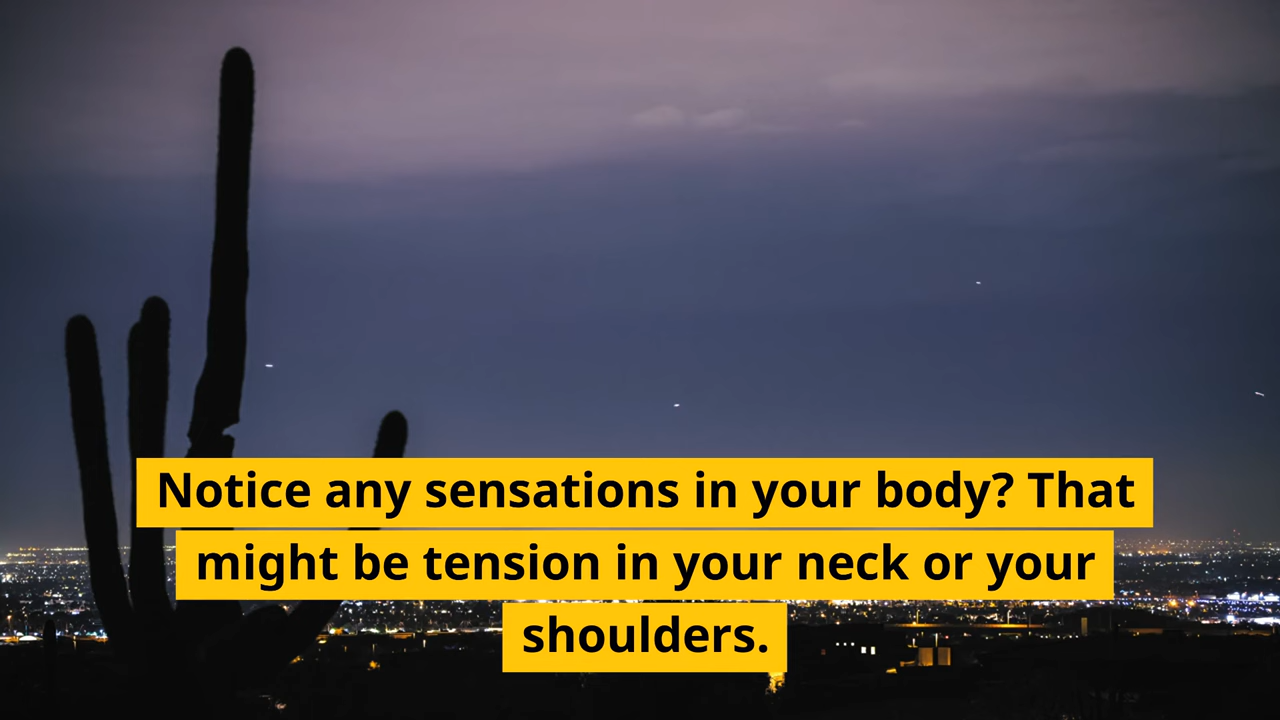 Notice any sensations in your body? That
might be tension in your neck or your
shoulders.